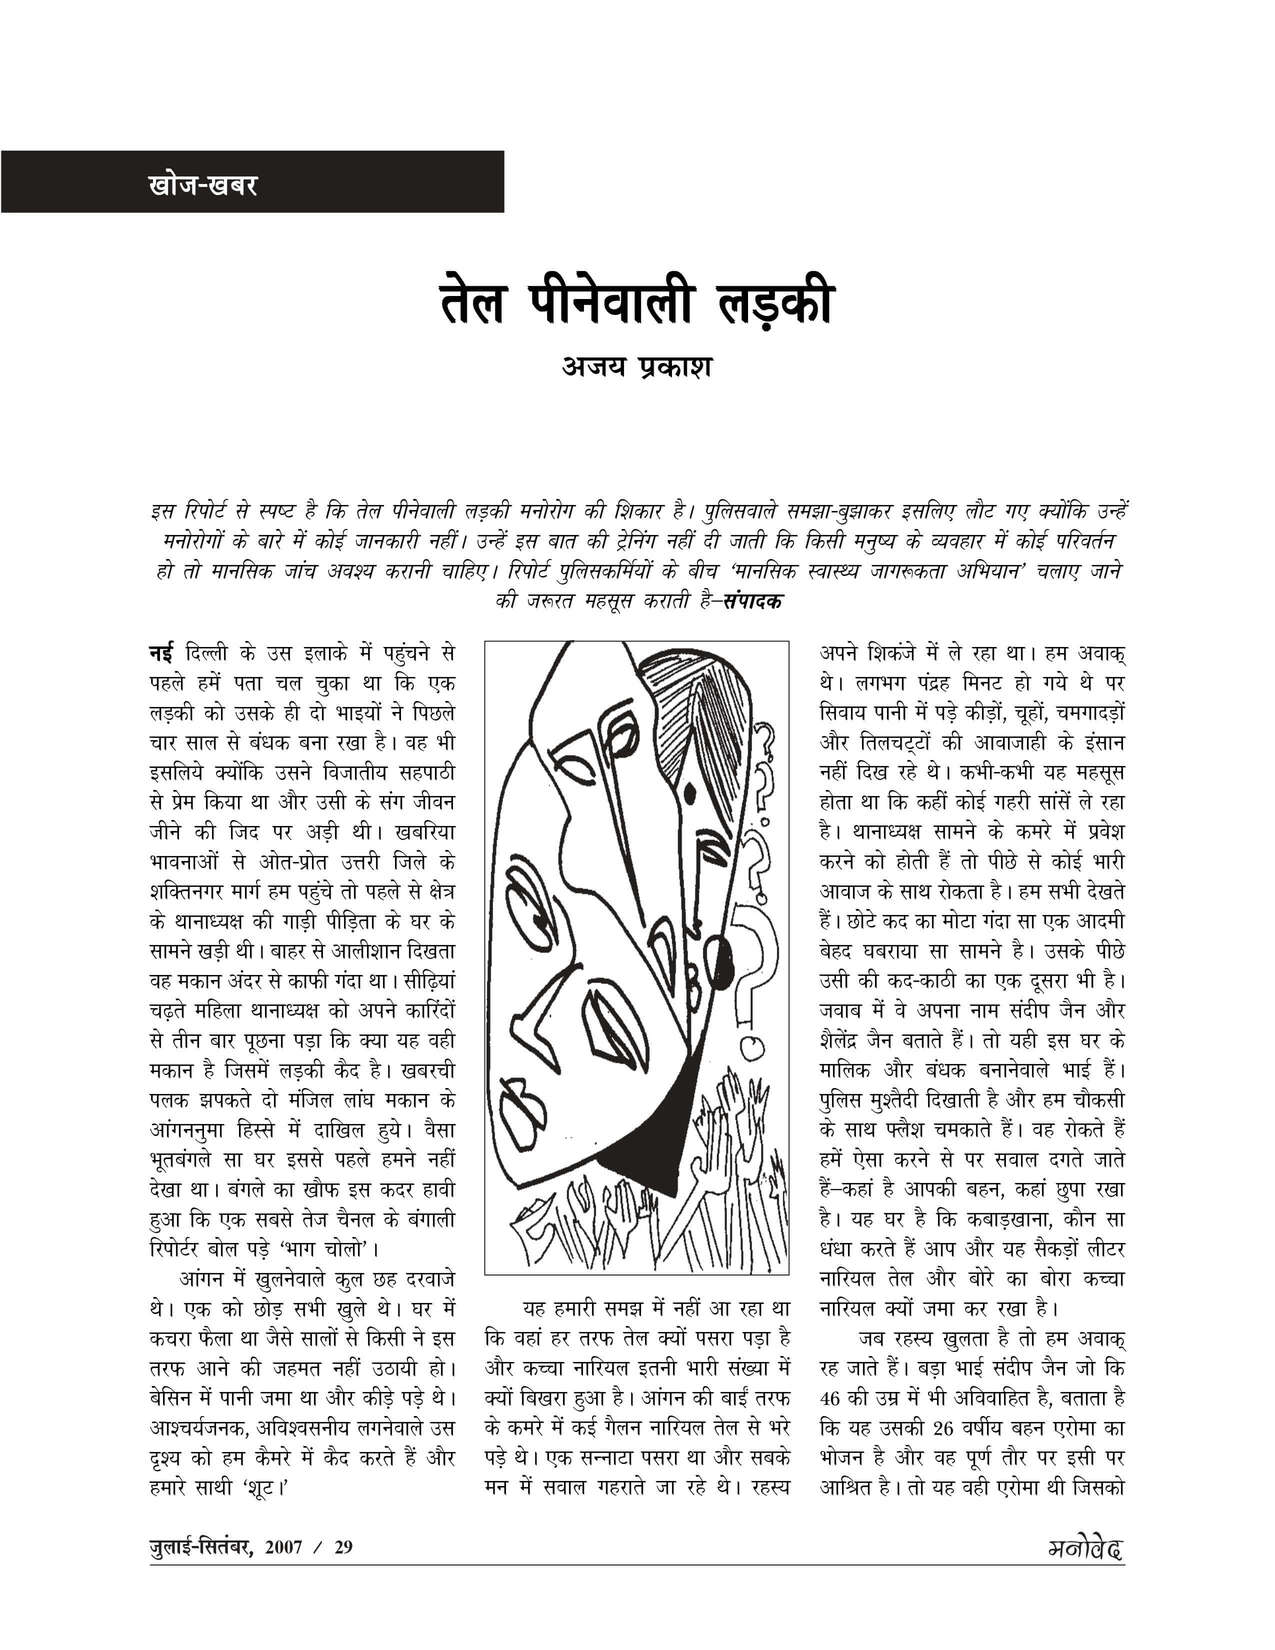 खोज-खबर
तेल पीनेवाली लड़की
अजय प्रकाश
इस रिपोर्ट से स्पष्ट है कि तेल पीनेवाली लड़की मनोरोग की शिकार है। पुलिसवाले समझा-बुझाकर इसलिए लौट गए क्योंकि उन्हें
मनोरोगों के बारे में कोई जानकारी नहीं। उन्हें इस बात की ट्रेनिंग नहीं दी जाती कि किसी मनुष्य के व्यवहार में कोई परिवर्तन
हो तो मानसिक जांच अवश्य करानी चाहिए। रिपोर्ट पुलिसकर्मियों के बीच ‘मानसिक स्वास्थ्य जागरूकता अभियान’ चलाए जाने
की जरूरत महसूस कराती है–संपादक
नई दिल्ली के उस इलाके में पहुंचने से
पहले हमें पता चल चुका था कि एक
लड़की को उसके ही दो भाइयों ने पिछले
चार साल से बंधक बना रखा है। वह भी
इसलिये क्योंकि उसने विजातीय सहपाठी
से प्रेम किया था और उसी के संग जीवन
जीने की जिद पर अड़ी थी। खबरिया
भावनाओं से ओत-प्रोत उत्तरी जिले के
शक्तिनगर मार्ग हम पहुंचे तो पहले से क्षेत्र
के थानाध्यक्ष की गाड़ी पीड़िता के घर के
सामने खड़ी थी। बाहर से आलीशान दिखता
वह मकान अंदर से काफी गंदा था। सीढ़ियां
चढ़ते महिला थानाध्यक्ष को अपने कारिंदों
से तीन बार पूछना पड़ा कि क्या यह वही
मकान है जिसमें लड़की कैद है। खबरची
पलक झपकते दो मंजिल लांघ मकान के
आंगननुमा हिस्से में दाखिल हुये। वैसा
भूतबंगले सा घर इससे पहले हमने नहीं
देखा था। बंगले का खौफ इस कदर हावी
हुआ कि एक सबसे तेज चैनल के बंगाली
रिपोर्टर बोल पड़े ‘भाग चोलो’।
आंगन में खुलनेवाले कुल छह दरवाजे
थे। एक को छोड़ सभी खुले थे। घर में
कचरा फैला था जैसे सालों से किसी ने इस
तरफ आने की जहमत नहीं उठायी हो।
बेसिन में पानी जमा था और कीड़े पड़े थे।
आश्चर्यजनक, अविश्वसनीय लगनेवाले उस
दृश्य को हम कैमरे में कैद करते हैं और
हमारे साथी ‘शूट।’
यह हमारी समझ में नहीं आ रहा था
कि वहां हर तरफ तेल क्यों पसरा पड़ा है
और कच्चा नारियल इतनी भारी संख्या में
क्यों बिखरा हुआ है। आंगन की बाईं तरफ
के कमरे में कई गैलन नारियल तेल से भरे
पड़े थे। एक सन्नाटा पसरा था और सबके
मन में सवाल गहराते जा रहे थे। रहस्य
अपने शिकंजे में ले रहा था। हम अवाक्
थे। लगभग पंद्रह मिनट हो गये थे पर
सिवाय पानी में पड़े कीड़ों, चूहों, चमगादड़ों
और तिलचट्टों की आवाजाही के इंसान
नहीं दिख रहे थे। कभी-कभी यह महसूस
होता था कि कहीं कोई गहरी सांसें ले रहा
है। थानाध्यक्ष सामने के कमरे में प्रवेश
करने को होती हैं तो पीछे से कोई भारी
आवाज के साथ रोकता है। हम सभी देखते
हैं। छोटे कद का मोटा गंदा सा एक आदमी
बेहद घबराया सा सामने है। उसके पीछे
उसी की कद-काठी का एक दूसरा भी है।
जवाब में वे अपना नाम संदीप जैन और
शैलेंद्र जैन बताते हैं। तो यही इस घर के
मालिक और बंधक बनानेवाले भाई हैं।
पुलिस मुश्तैदी दिखाती है और हम चौकसी
के साथ फ्लैश चमकाते हैं। वह रोकते हैं
हमें ऐसा करने से पर सवाल दगते जाते
हैं–कहां है आपकी बहन, कहां छुपा रखा
है। यह घर है कि कबाड़खाना, कौन सा
धंधा करते हैं आप और यह सैकड़ों लीटर
नारियल तेल और बोरे का बोरा कच्चा
नारियल क्यों जमा कर रखा है।
जब रहस्य खुलता है तो हम अवाक्
रह जाते हैं। बड़ा भाई संदीप जैन जो कि
46 की उम्र में भी अविवाहित है, बताता है
कि यह उसकी 26 वर्षीय बहन एरोमा का
भोजन है और वह पूर्ण तौर पर इसी पर
आश्रित है। तो यह वही एरोमा थी जिसको
जुलाई-सितंबर, 2007 / 29
मनोवेद